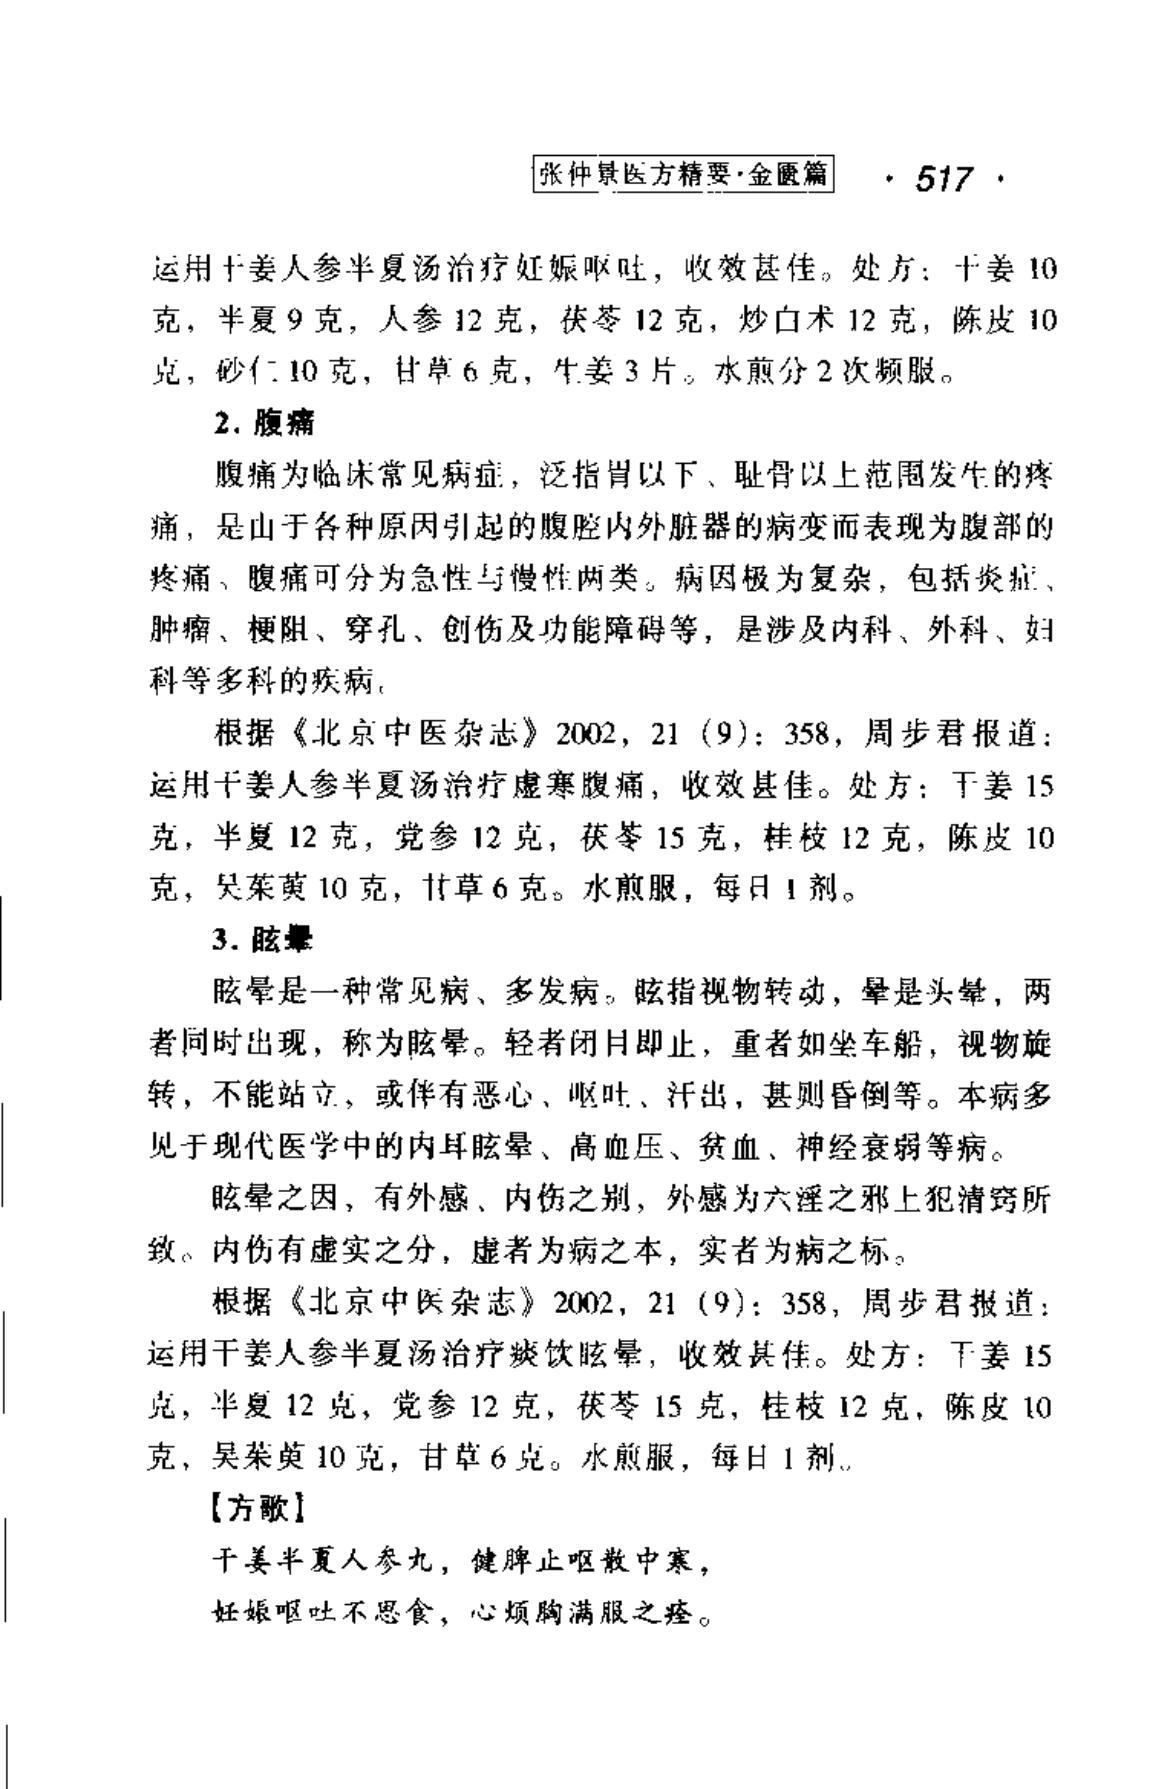 张仲景医方精要·金匮篇 · 517 ·
运用干姜人参半夏汤治疗妊娠呕吐，收效甚佳。处方：干姜 10
克，半夏 9 克，人参 12 克，茯苓 12 克，炒白术 12 克，陈皮 10
克，砂仁 10 克，甘草 6 克，生姜 3 片。水煎分 2 次频服。
2. 腹痛
腹痛为临床常见病症，泛指胃以下、耻骨以上范围发生的疼
痛，是由于各种原因引起的腹腔内外脏器的病变而表现为腹部的
疼痛、腹痛可分为急性与慢性两类。病因极为复杂，包括炎症、
肿瘤、梗阻、穿孔、创伤及功能障碍等，是涉及内科、外科、妇
科等多科的疾病。
根据《北京中医杂志》2002，21（9）：358，周步君报道：
运用干姜人参半夏汤治疗虚寒腹痛，收效甚佳。处方：干姜 15
克，半夏 12 克，党参 12 克，茯苓 15 克，桂枝 12 克，陈皮 10
克，吴茱萸 10 克，甘草 6 克。水煎服，每日 1 剂。
3. 眩晕
眩晕是一种常见病、多发病。眩指视物转动，晕是头晕，两
者同时出现，称为眩晕。轻者闭目即止，重者如坐车船，视物旋
转，不能站立，或伴有恶心、呕吐、汗出，甚则昏倒等。本病多
见于现代医学中的内耳眩晕、高血压、贫血、神经衰弱等病。
眩晕之因，有外感、内伤之别，外感为六淫之邪上犯清窍所
致。内伤有虚实之分，虚者为病之本，实者为病之标。
根据《北京中医杂志》2002，21（9）：358，周步君报道：
运用干姜人参半夏汤治疗痰饮眩晕，收效甚佳。处方：干姜 15
克，半夏 12 克，党参 12 克，茯苓 15 克，桂枝 12 克，陈皮 10
克，吴茱萸 10 克，甘草 6 克。水煎服，每日 1 剂。
【方歌】
干姜半夏人参丸，健脾止呕散中寒，
妊娠呕吐不思食，心烦胸满服之痊。